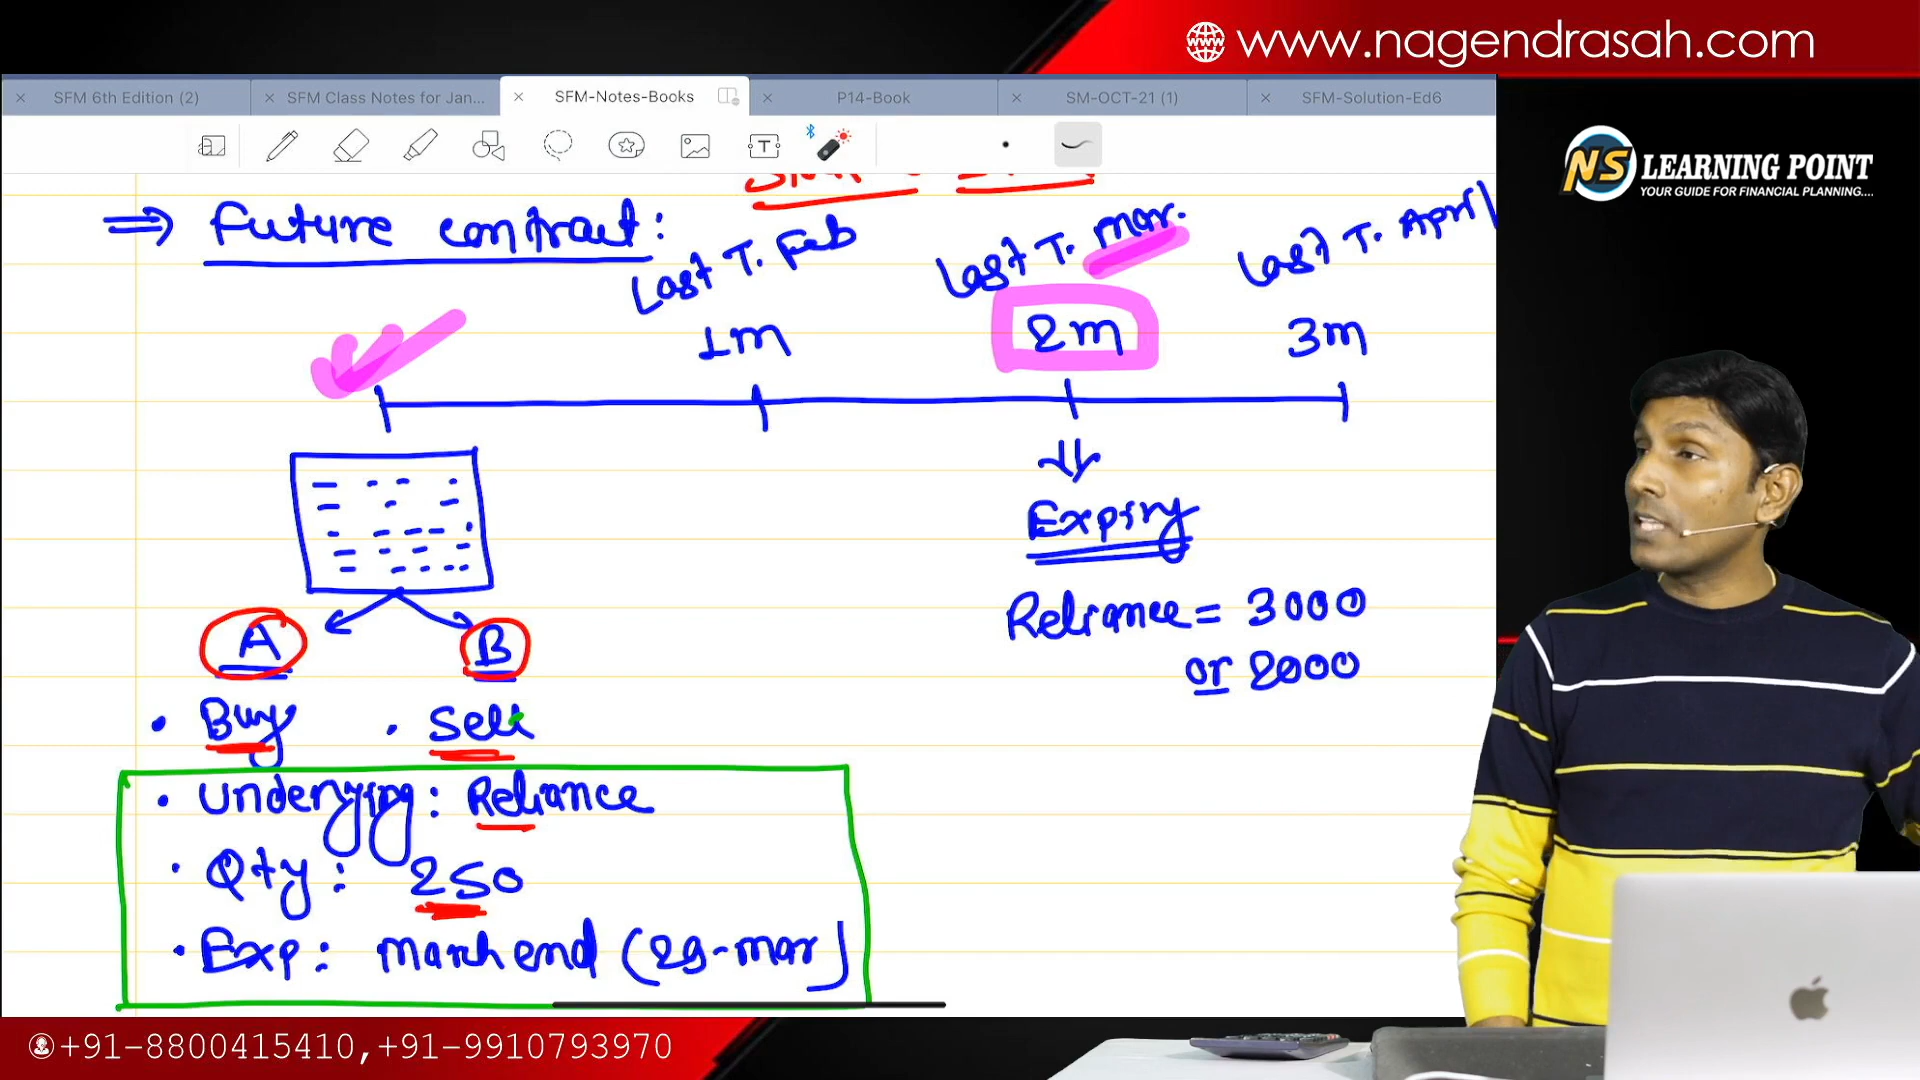 www.nagendrasah.com
SFM 6th Edition (2)
SFM Class Notes for Jan...
SFM-Notes-Books
P14-Book
SM-OCT-21 (1)
SFM-Solution-Ed6
T
NS LEARNING POINT
YOUR GUIDE FOR FINANCIAL PLANNING....
⇒ Future contract:
Last T. Feb
Last T. Mar.
Last T. April
1m
2m
3m
Expiry
Reliance = 3000
or 2000
A
B
• Buy
• Sell
• Underlying: Reliance
• Qty: 250
• Exp: March end (29-mar)
+91-8800415410,+91-9910793970